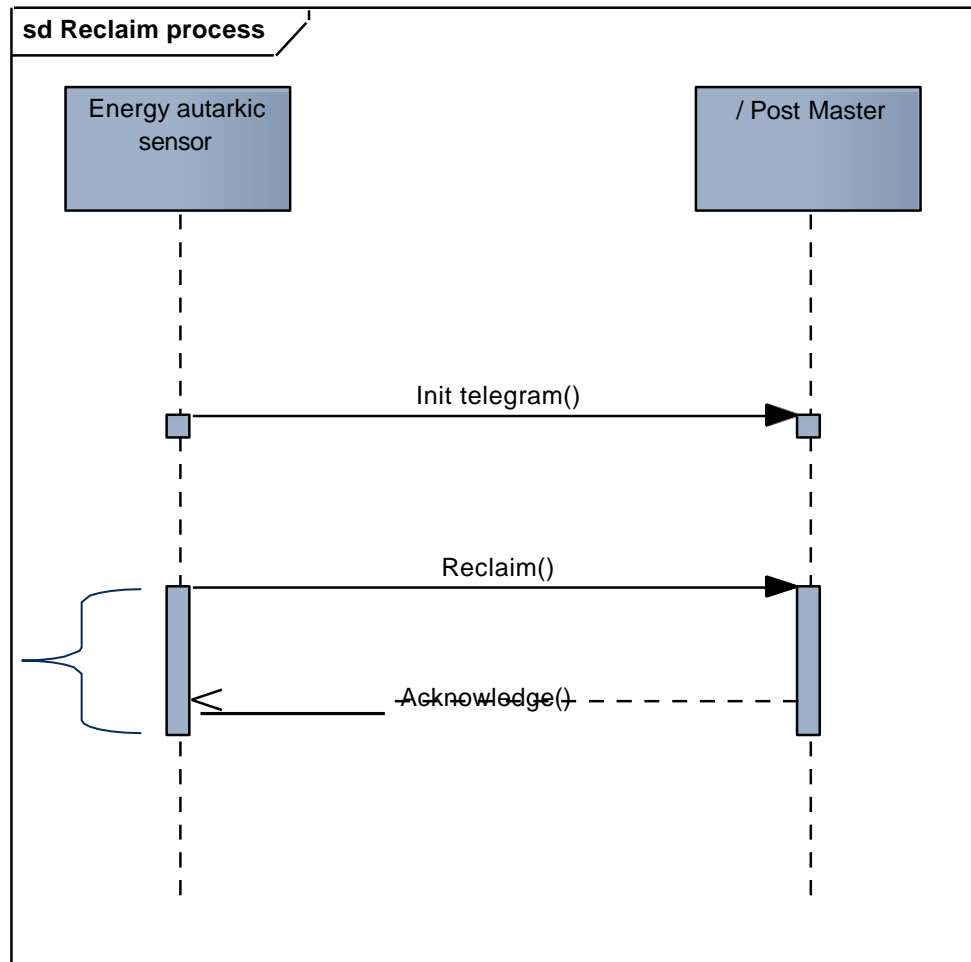 sd Reclaim process
Energy autarkic
sensor
/ Post Master
Init telegram()
Reclaim()
Acknowledge()